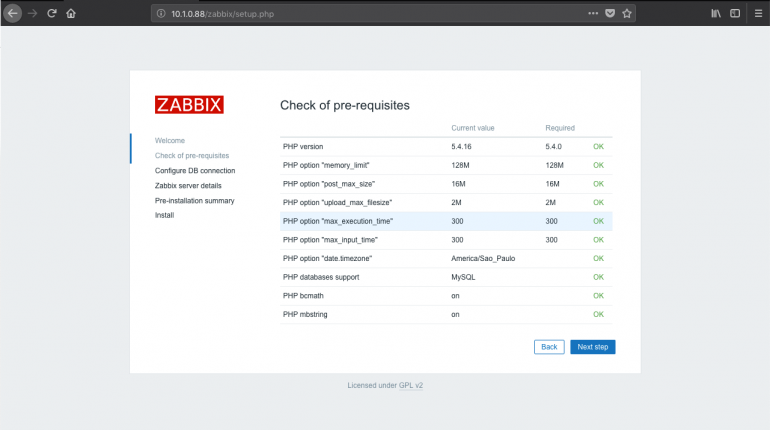 10.1.0.88/zabbix/setup.php
ZABBIX
Welcome
Check of pre-requisites
Configure DB connection
Zabbix server details
Pre-installation summary
Install
Check of pre-requisites
Current value Required
PHP version 5.4.16 5.4.0 OK
PHP option "memory_limit" 128M 128M OK
PHP option "post_max_size" 16M 16M OK
PHP option "upload_max_filesize" 2M 2M OK
PHP option "max_execution_time" 300 300 OK
PHP option "max_input_time" 300 300 OK
PHP option "date.timezone" America/Sao_Paulo OK
PHP databases support MySQL OK
PHP bcmath on OK
PHP mbstring on OK
Back Next step
Licensed under GPL v2